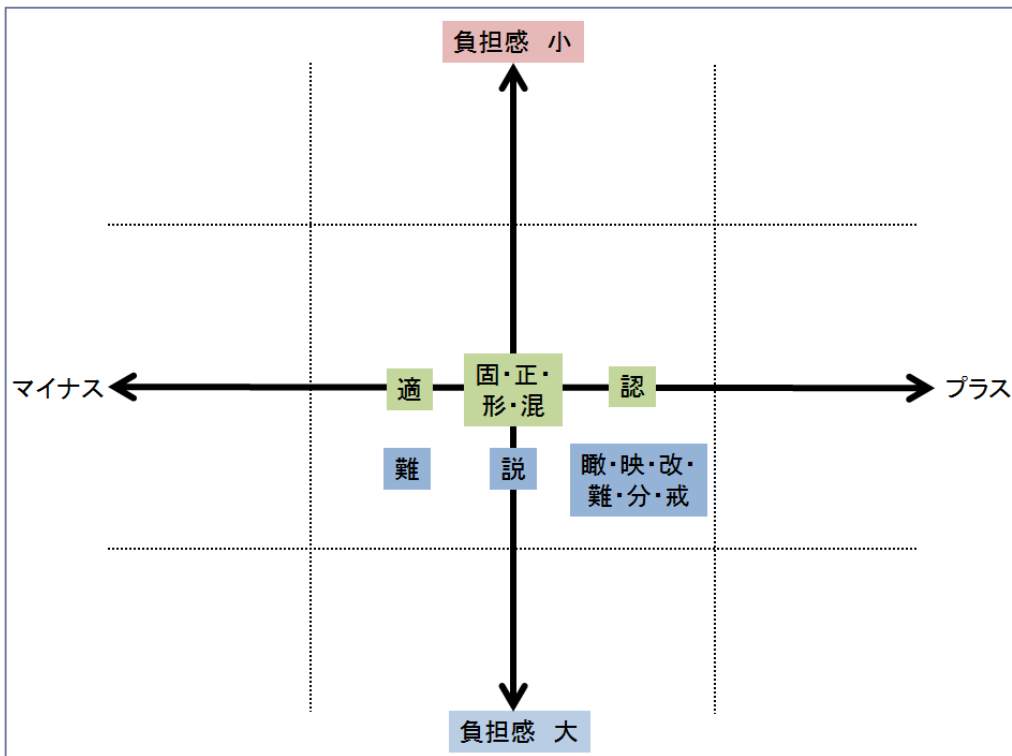 負担感 小
マイナス
適
固・正・
形・混
認
プラス
難
説
瞰・映・改・
難・分・戒
負担感 大